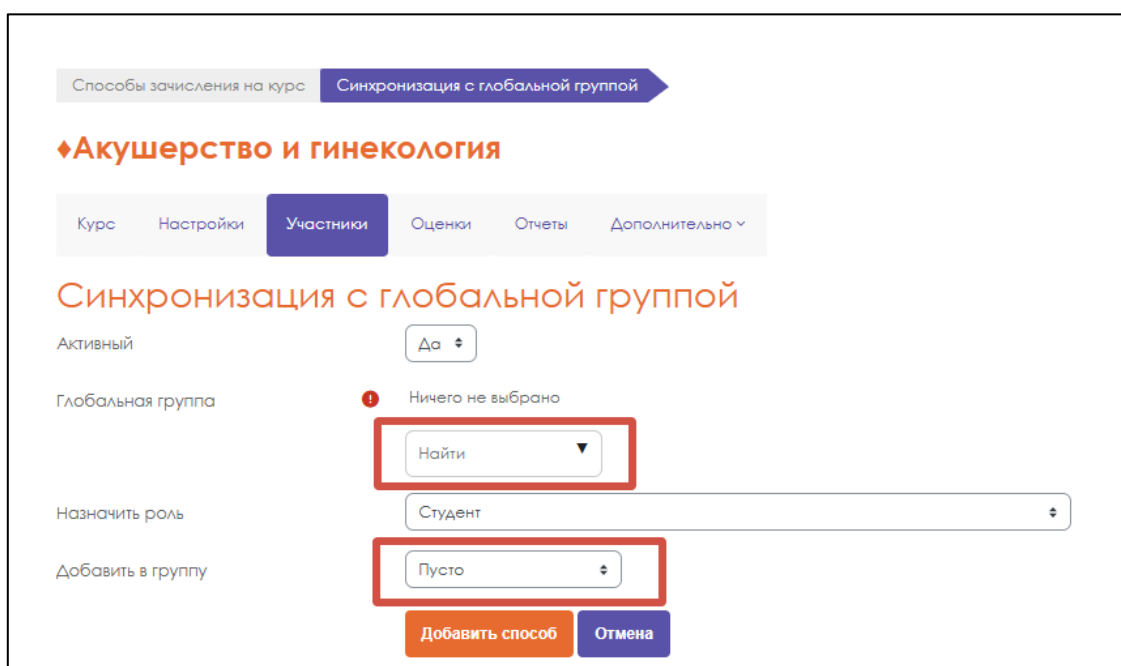 Способы зачисления на курс Синхронизация с глобальной группой
♦Акушерство и гинекология
Курс Настройки Участники Оценки Отчеты Дополнительно
Синхронизация с глобальной группой
Активный Да
Глобальная группа Ничего не выбрано
Найти
Назначить роль Студент
Добавить в группу Пусто
Добавить способ Отмена